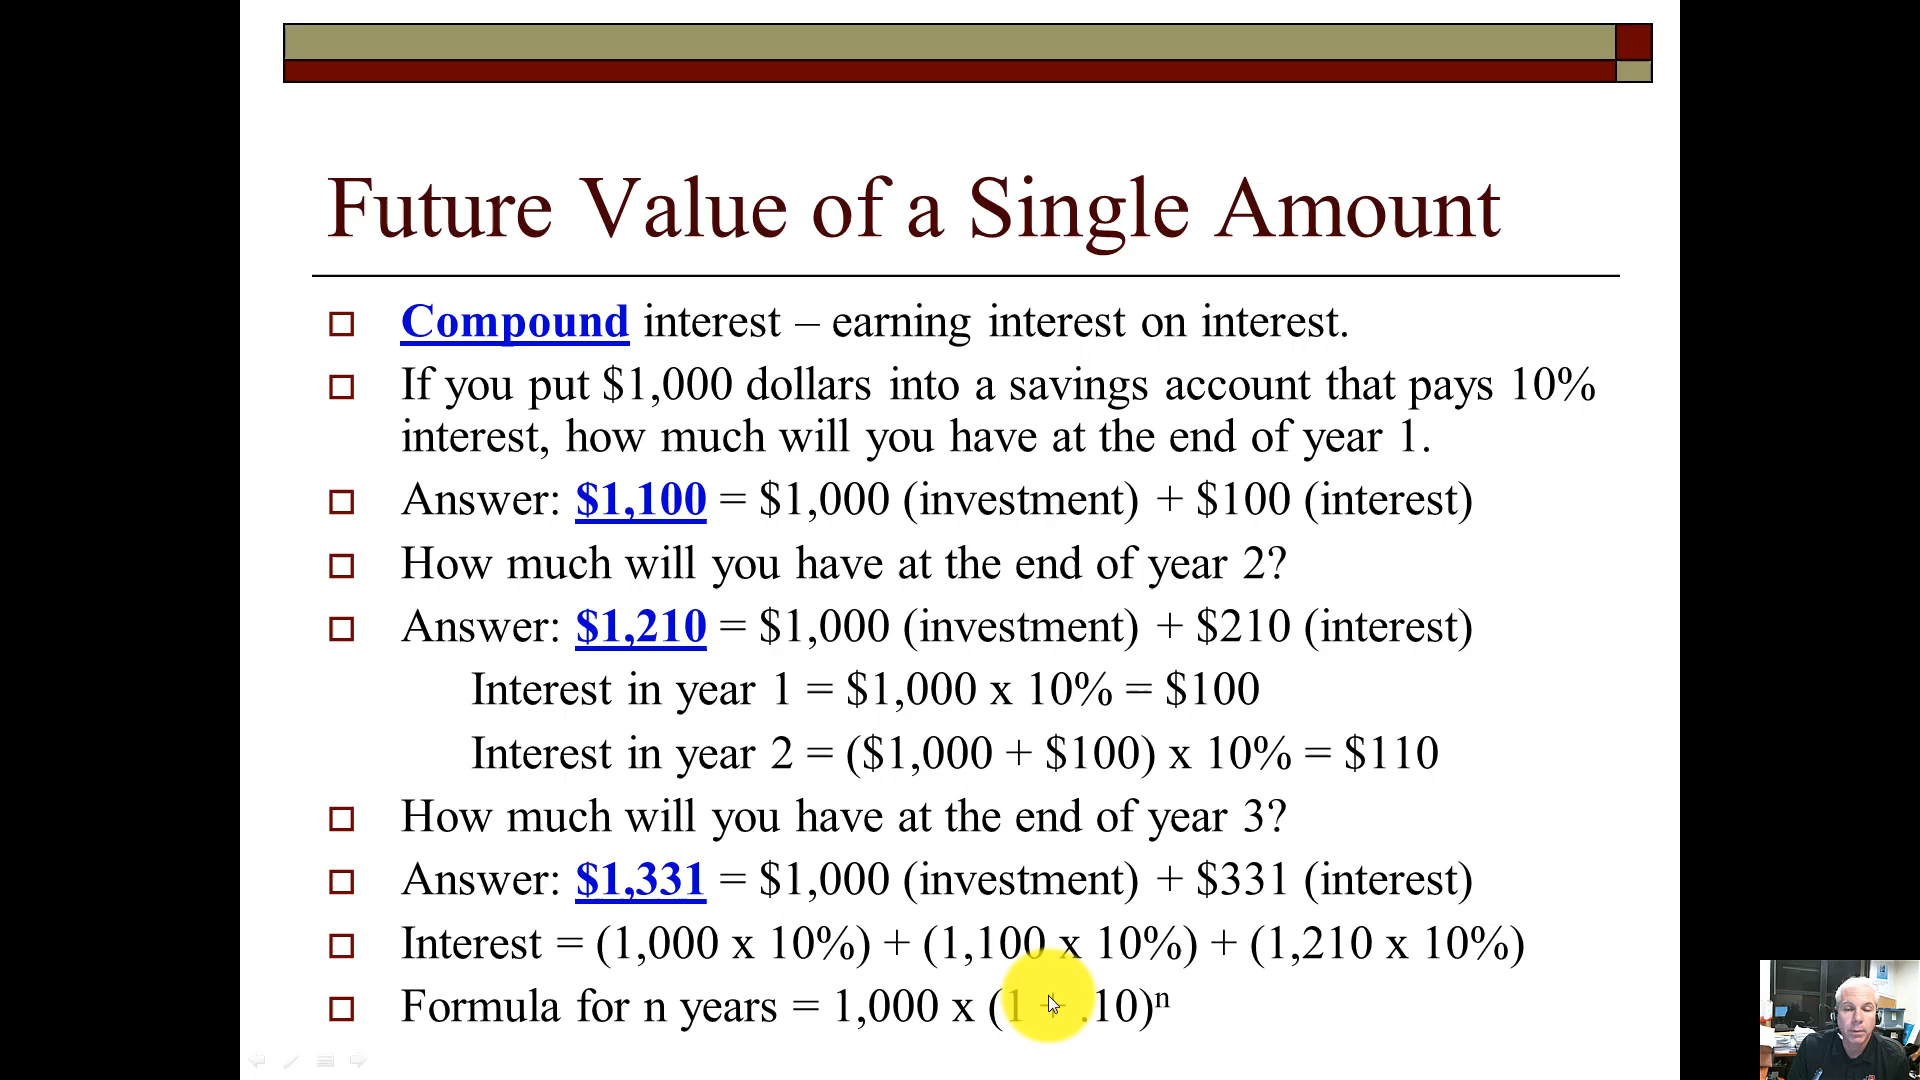 Future Value of a Single Amount
Compound interest – earning interest on interest.
If you put $1,000 dollars into a savings account that pays 10%
interest, how much will you have at the end of year 1.
Answer: $1,100 = $1,000 (investment) + $100 (interest)
How much will you have at the end of year 2?
Answer: $1,210 = $1,000 (investment) + $210 (interest)
Interest in year 1 = $1,000 x 10% = $100
Interest in year 2 = ($1,000 + $100) x 10% = $110
How much will you have at the end of year 3?
Answer: $1,331 = $1,000 (investment) + $331 (interest)
Interest = (1,000 x 10%) + (1,100 x 10%) + (1,210 x 10%)
Formula for n years = 1,000 x (1 + .10)ⁿ